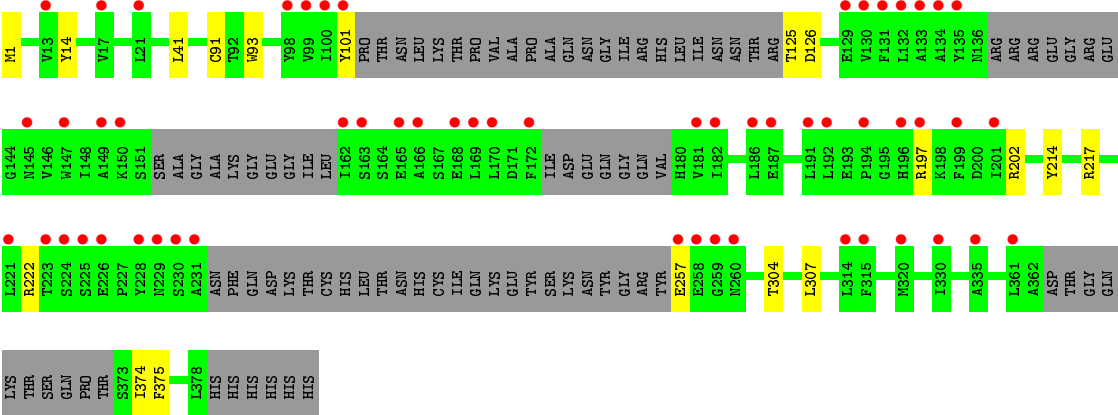 M1 V13 Y14 V17 L21 L41 C91 T92 W93 Y98 V99 I100 Y101 PRO THR ASN LEU LYS THR PRO VAL ALA PRO ALA GLN ASN GLY ILE ARG HIS LEU ILE ASN ASN THR ARG T125 D126 E129 V130 F131 L132 A133 A134 Y135 N136 ARG ARG ARG GLU GLY ARG GLU
G144 N145 V146 W147 I148 A149 K150 S151 SER ALA GLY ALA LYS GLY GLU GLY ILE LEU I162 S163 S164 E165 A166 S167 E168 L169 L170 D171 F172 ILE ASP GLU GLN GLY GLN VAL H180 V181 I182 L186 E187 L191 L192 E193 P194 G195 H196 R197 K198 F199 D200 I201 R202 Y214 R217
L221 R222 T223 S224 S225 E226 P227 Y228 N229 S230 A231 ASN PHE GLN ASP LYS THR CYS HIS LEU THR ASN HIS CYS ILE GLN LYS GLU TYR SER LYS ASN TYR GLY ARG TYR E257 E258 G259 N260 T304 L307 L314 F315 M320 I330 A335 L361 A362 ASP THR GLY GLN
LYS THR SER GLN PRO THR S373 I374 F375 L378 HIS HIS HIS HIS HIS HIS